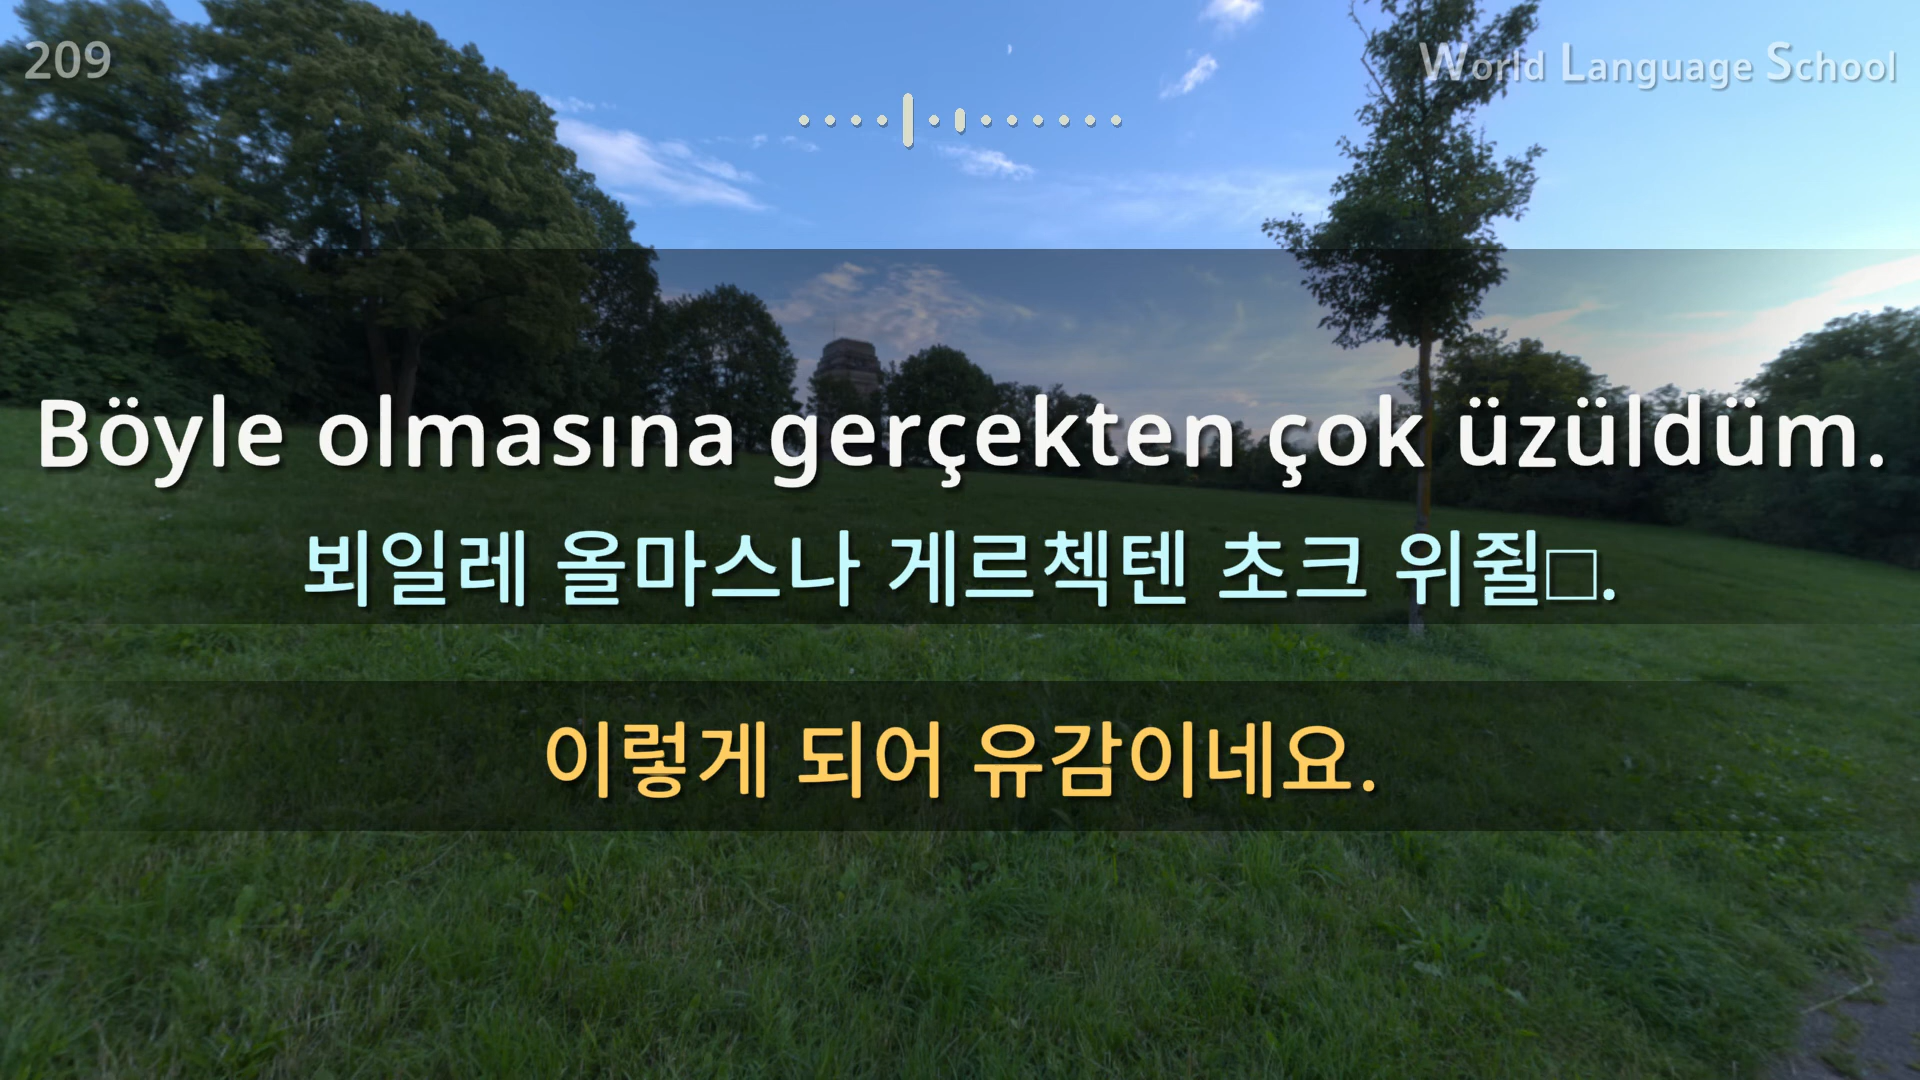 209
World Language School
Böyle olmasına gerçekten çok üzüldüm.
뵈일레 올마스나 게르첵텐 초크 위쥘□.
이렇게 되어 유감이네요.